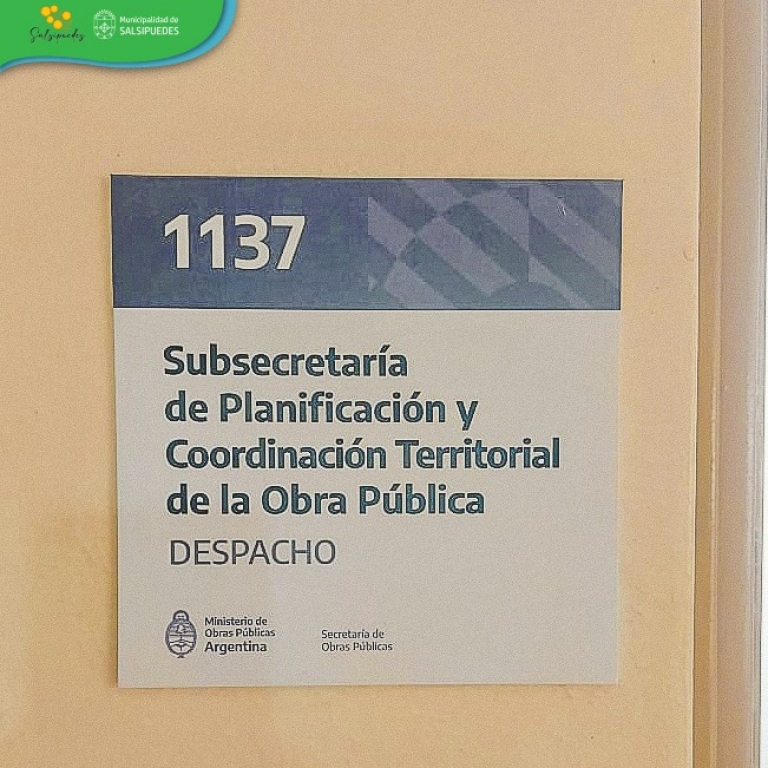 Salsipuedes
Municipalidad de
SALSIPUEDES
1137
Subsecretaría
de Planificación y
Coordinación Territorial
de la Obra Pública
DESPACHO
Ministerio de
Obras Públicas
Argentina
Secretaría de
Obras Públicas